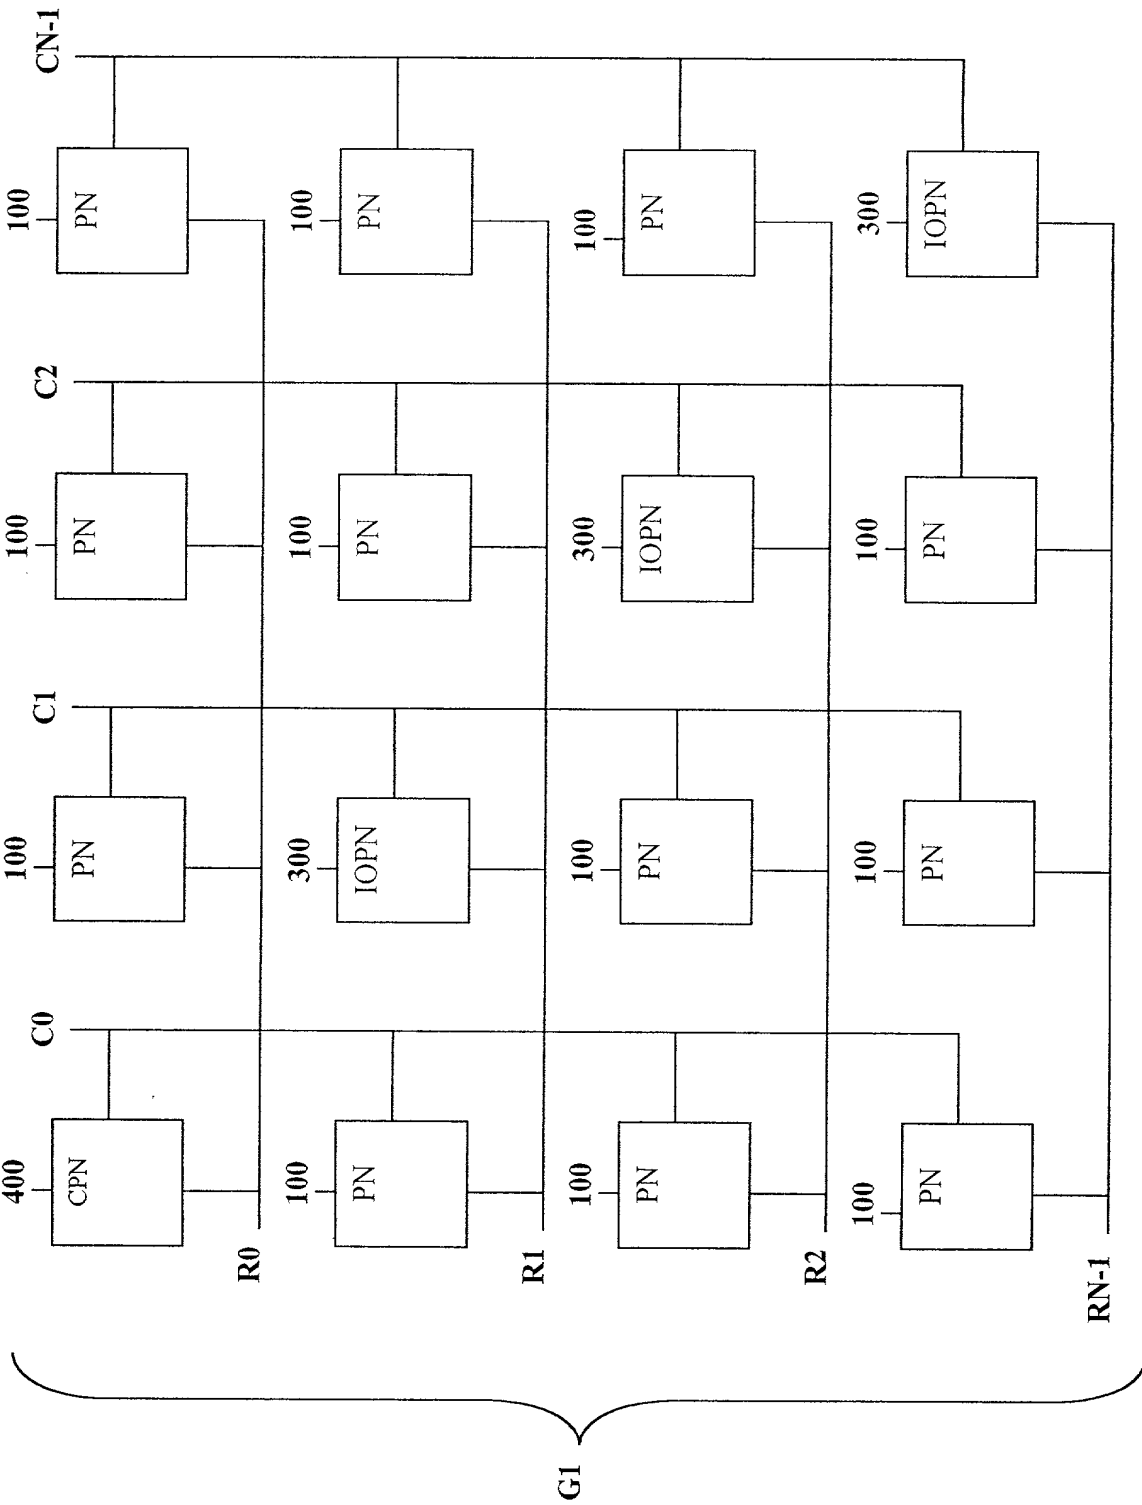 400 100 100 100
C0 C1 C2 CN-1
CPN PN PN PN
R0
100 300 100 100
PN IOPN PN PN
R1
G1
100 100 300 100
PN PN IOPN PN
R2
100 100 100 300
PN PN PN IOPN
RN-1